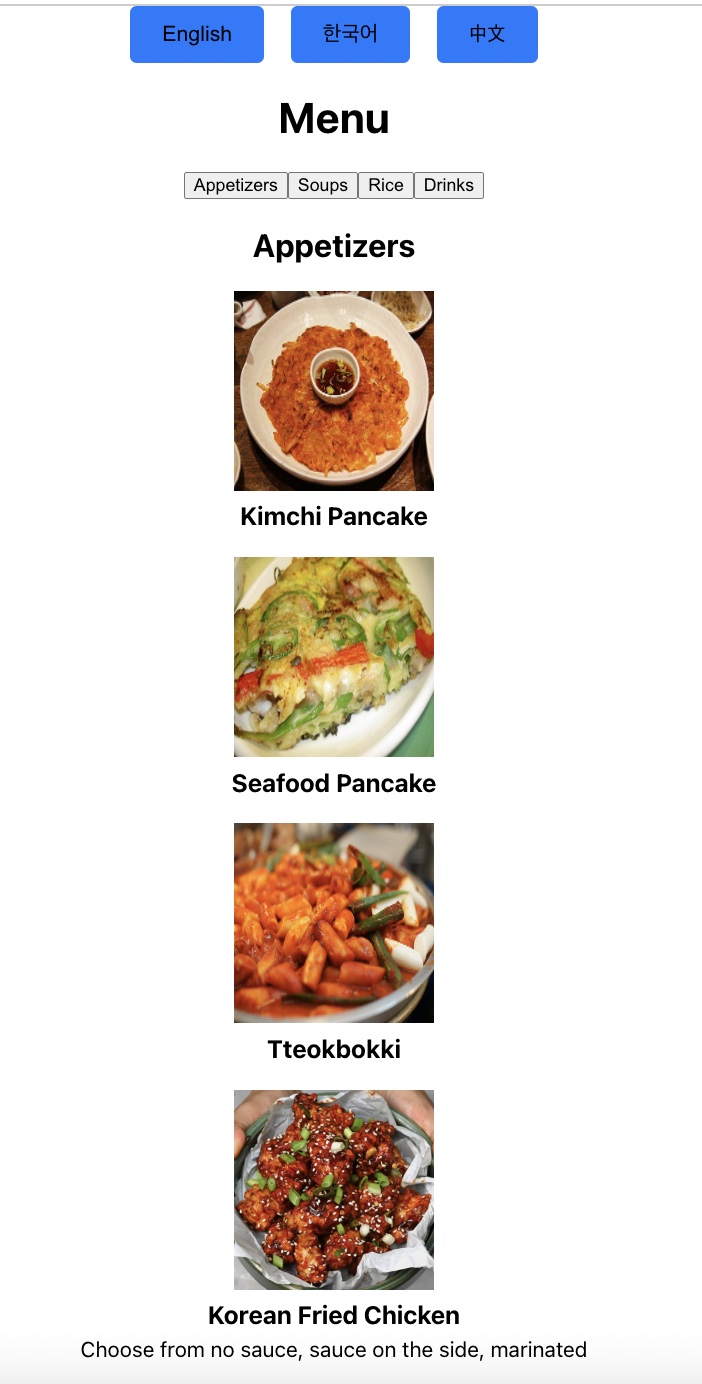 English 한국어 中文
Menu
Appetizers Soups Rice Drinks
Appetizers
Kimchi Pancake
Seafood Pancake
Tteokbokki
Korean Fried Chicken
Choose from no sauce, sauce on the side, marinated